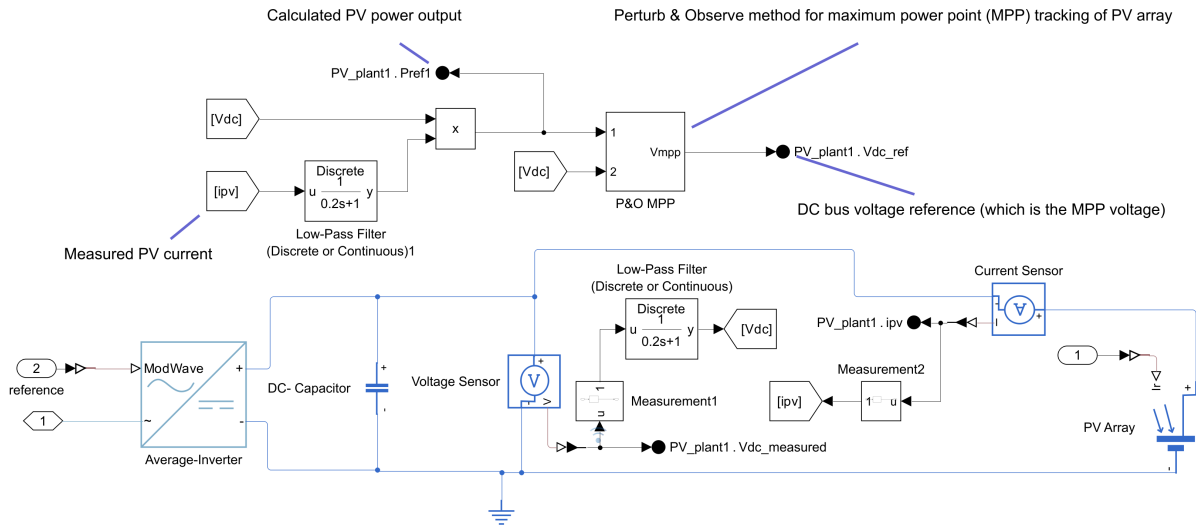 Calculated PV power output
Perturb & Observe method for maximum power point (MPP) tracking of PV array
PV_plant1 . Pref1
[Vdc]
x
1
Vmpp
2
PV_plant1 . Vdc_ref
[Vdc]
P&O MPP
[ipv]
Discrete
u 1 y
0.2s+1
Low-Pass Filter
(Discrete or Continuous)1
DC bus voltage reference (which is the MPP voltage)
Measured PV current
Low-Pass Filter
(Discrete or Continuous)
Discrete
u 1 y
0.2s+1
[Vdc]
Current Sensor
- A +
I
PV_plant1 . ipv
2
reference
ModWave
+
~
-
1
Average-Inverter
DC- Capacitor
+
-
Voltage Sensor
+
V
-
V
1
u
Measurement1
PV_plant1 . Vdc_measured
Measurement2
[ipv]
1 u
1
Ir
PV Array
+
-